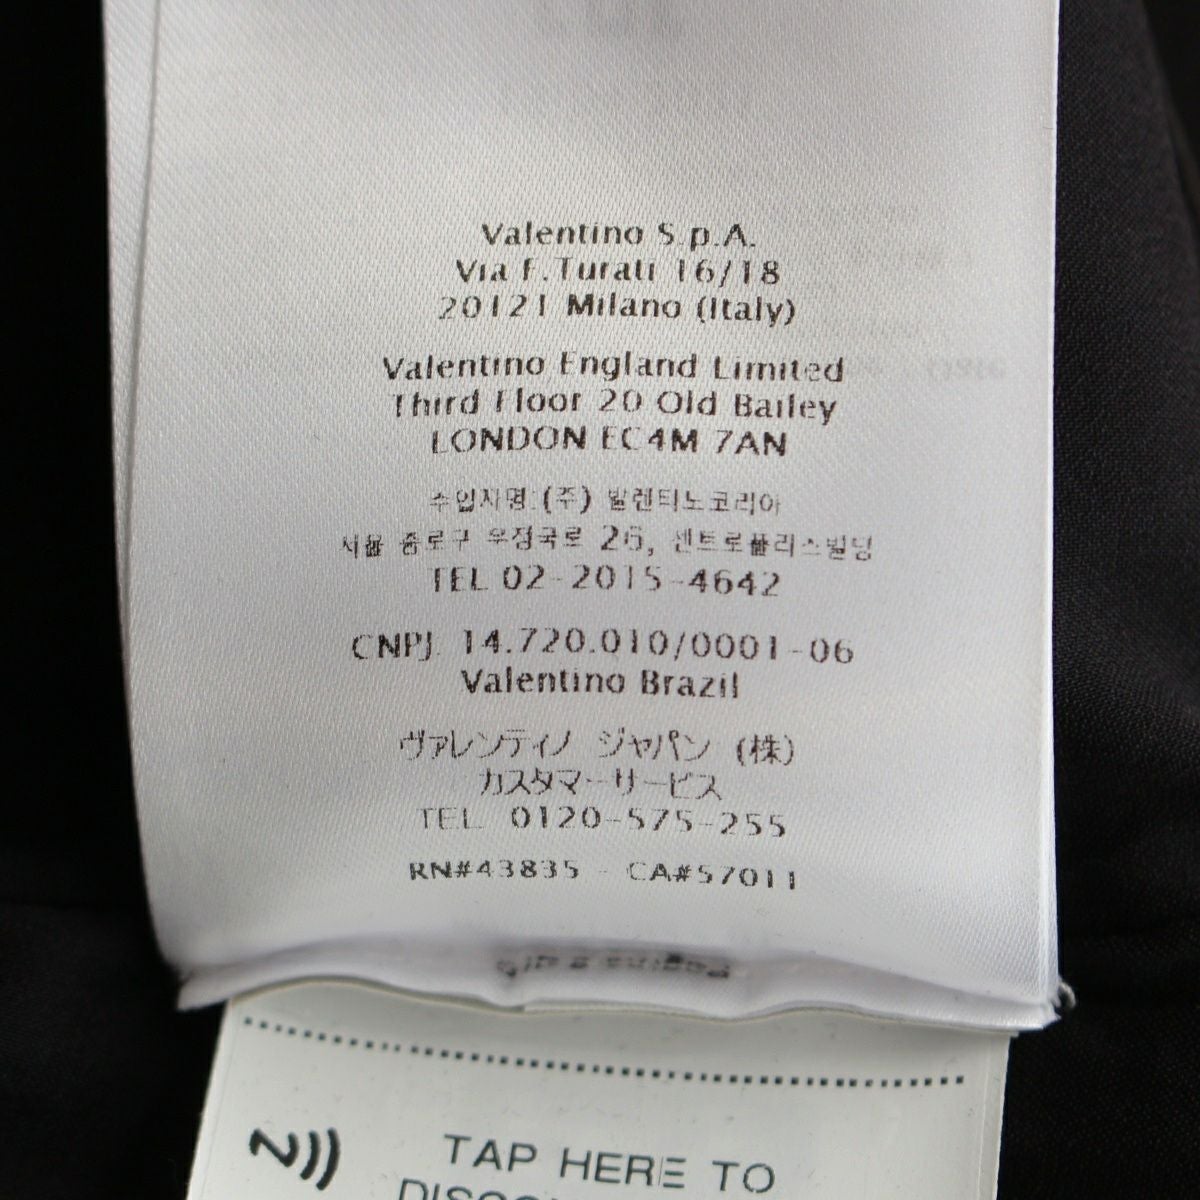 Valentino S.p.A.
Via F. Turati 16/18
20121 Milano (Italy)
Valentino England Limited
Third Floor 20 Old Bailey
LONDON EC4M 7AN
수입자명:(주) 발렌티노코리아
서울 종로구 우정국로 26, 센트로폴리스빌딩
TEL 02-2015-4642
CNPJ. 14.720.010/0001-06
Valentino Brazil
ヴァレンティノ ジャパン (株)
カスタマーサービス
TEL. 0120-575-255
RN#43835 - CA#57011
TAP HERE TO